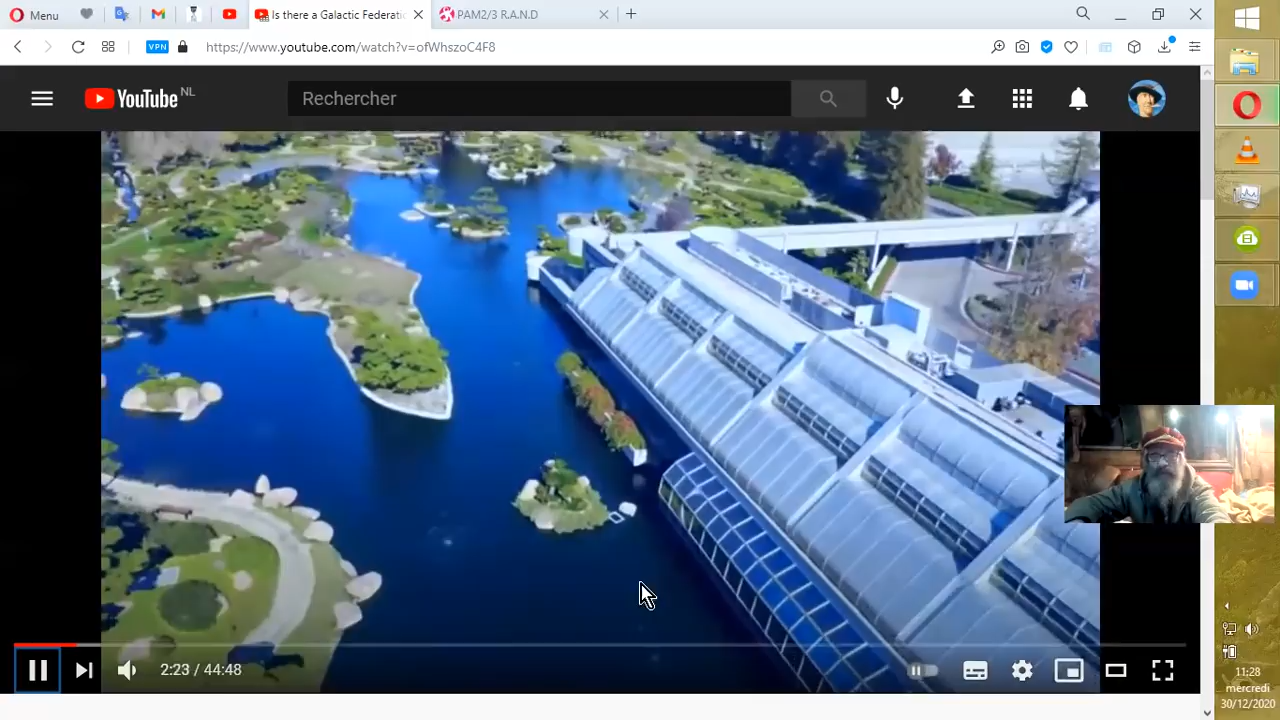 Menu
Is there a Galactic Federati
PAM2/3 R.A.N.D
VPN
https://www.youtube.com/watch?v=ofWhszoC4F8
YouTube NL
Rechercher
2:23 / 44:48
11:28
mercredi
30/12/2020